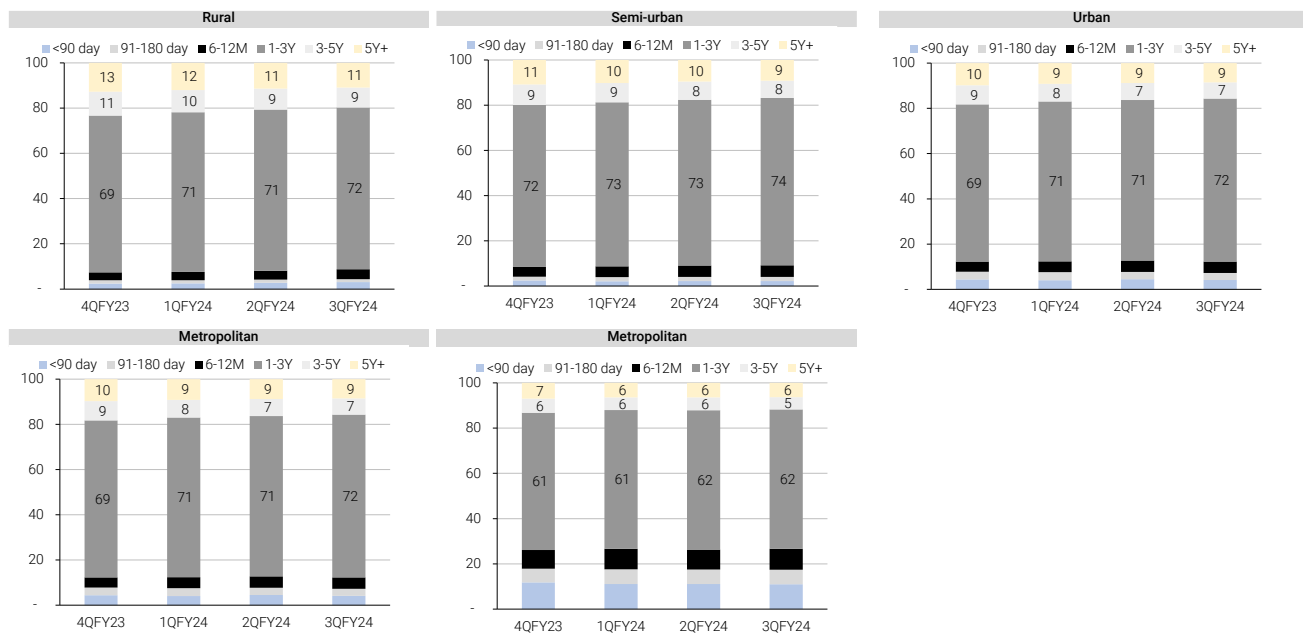 Rural
<90 day 91-180 day 6-12M 1-3Y 3-5Y 5Y+
100
80
60
40
20
-
13 12 11 11
11 10 9 9
69 71 71 72
4QFY23 1QFY24 2QFY24 3QFY24
Semi-urban
<90 day 91-180 day 6-12M 1-3Y 3-5Y 5Y+
100
80
60
40
20
-
11 10 10 9
9 9 8 8
72 73 73 74
4QFY23 1QFY24 2QFY24 3QFY24
Urban
<90 day 91-180 day 6-12M 1-3Y 3-5Y 5Y+
100
80
60
40
20
-
10 9 9 9
9 8 7 7
69 71 71 72
4QFY23 1QFY24 2QFY24 3QFY24
Metropolitan
<90 day 91-180 day 6-12M 1-3Y 3-5Y 5Y+
100
80
60
40
20
-
10 9 9 9
9 8 7 7
69 71 71 72
4QFY23 1QFY24 2QFY24 3QFY24
Metropolitan
<90 day 91-180 day 6-12M 1-3Y 3-5Y 5Y+
100
80
60
40
20
-
7 6 6 6
6 6 6 5
61 61 62 62
4QFY23 1QFY24 2QFY24 3QFY24